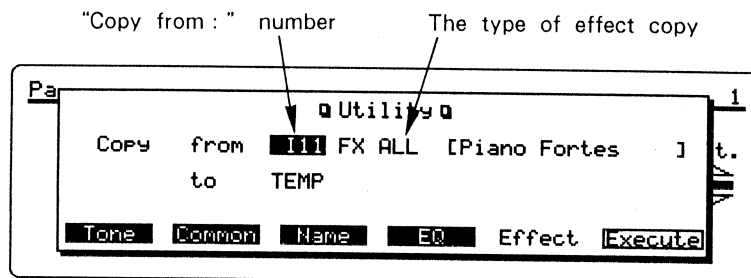 “Copy from : ” number The type of effect copy
Pa 1
Utility
Copy from I11 FX ALL [Piano Fortes ] t.
to TEMP
Tone Common Name EQ Effect Execute